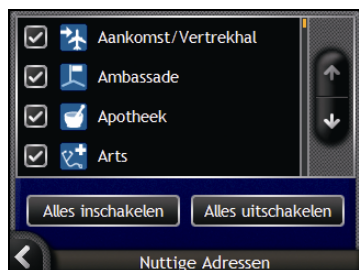 Aankomst/Vertrekhal
Ambassade
Apotheek
Arts
Alles inschakelen Alles uitschakelen
Nuttige Adressen